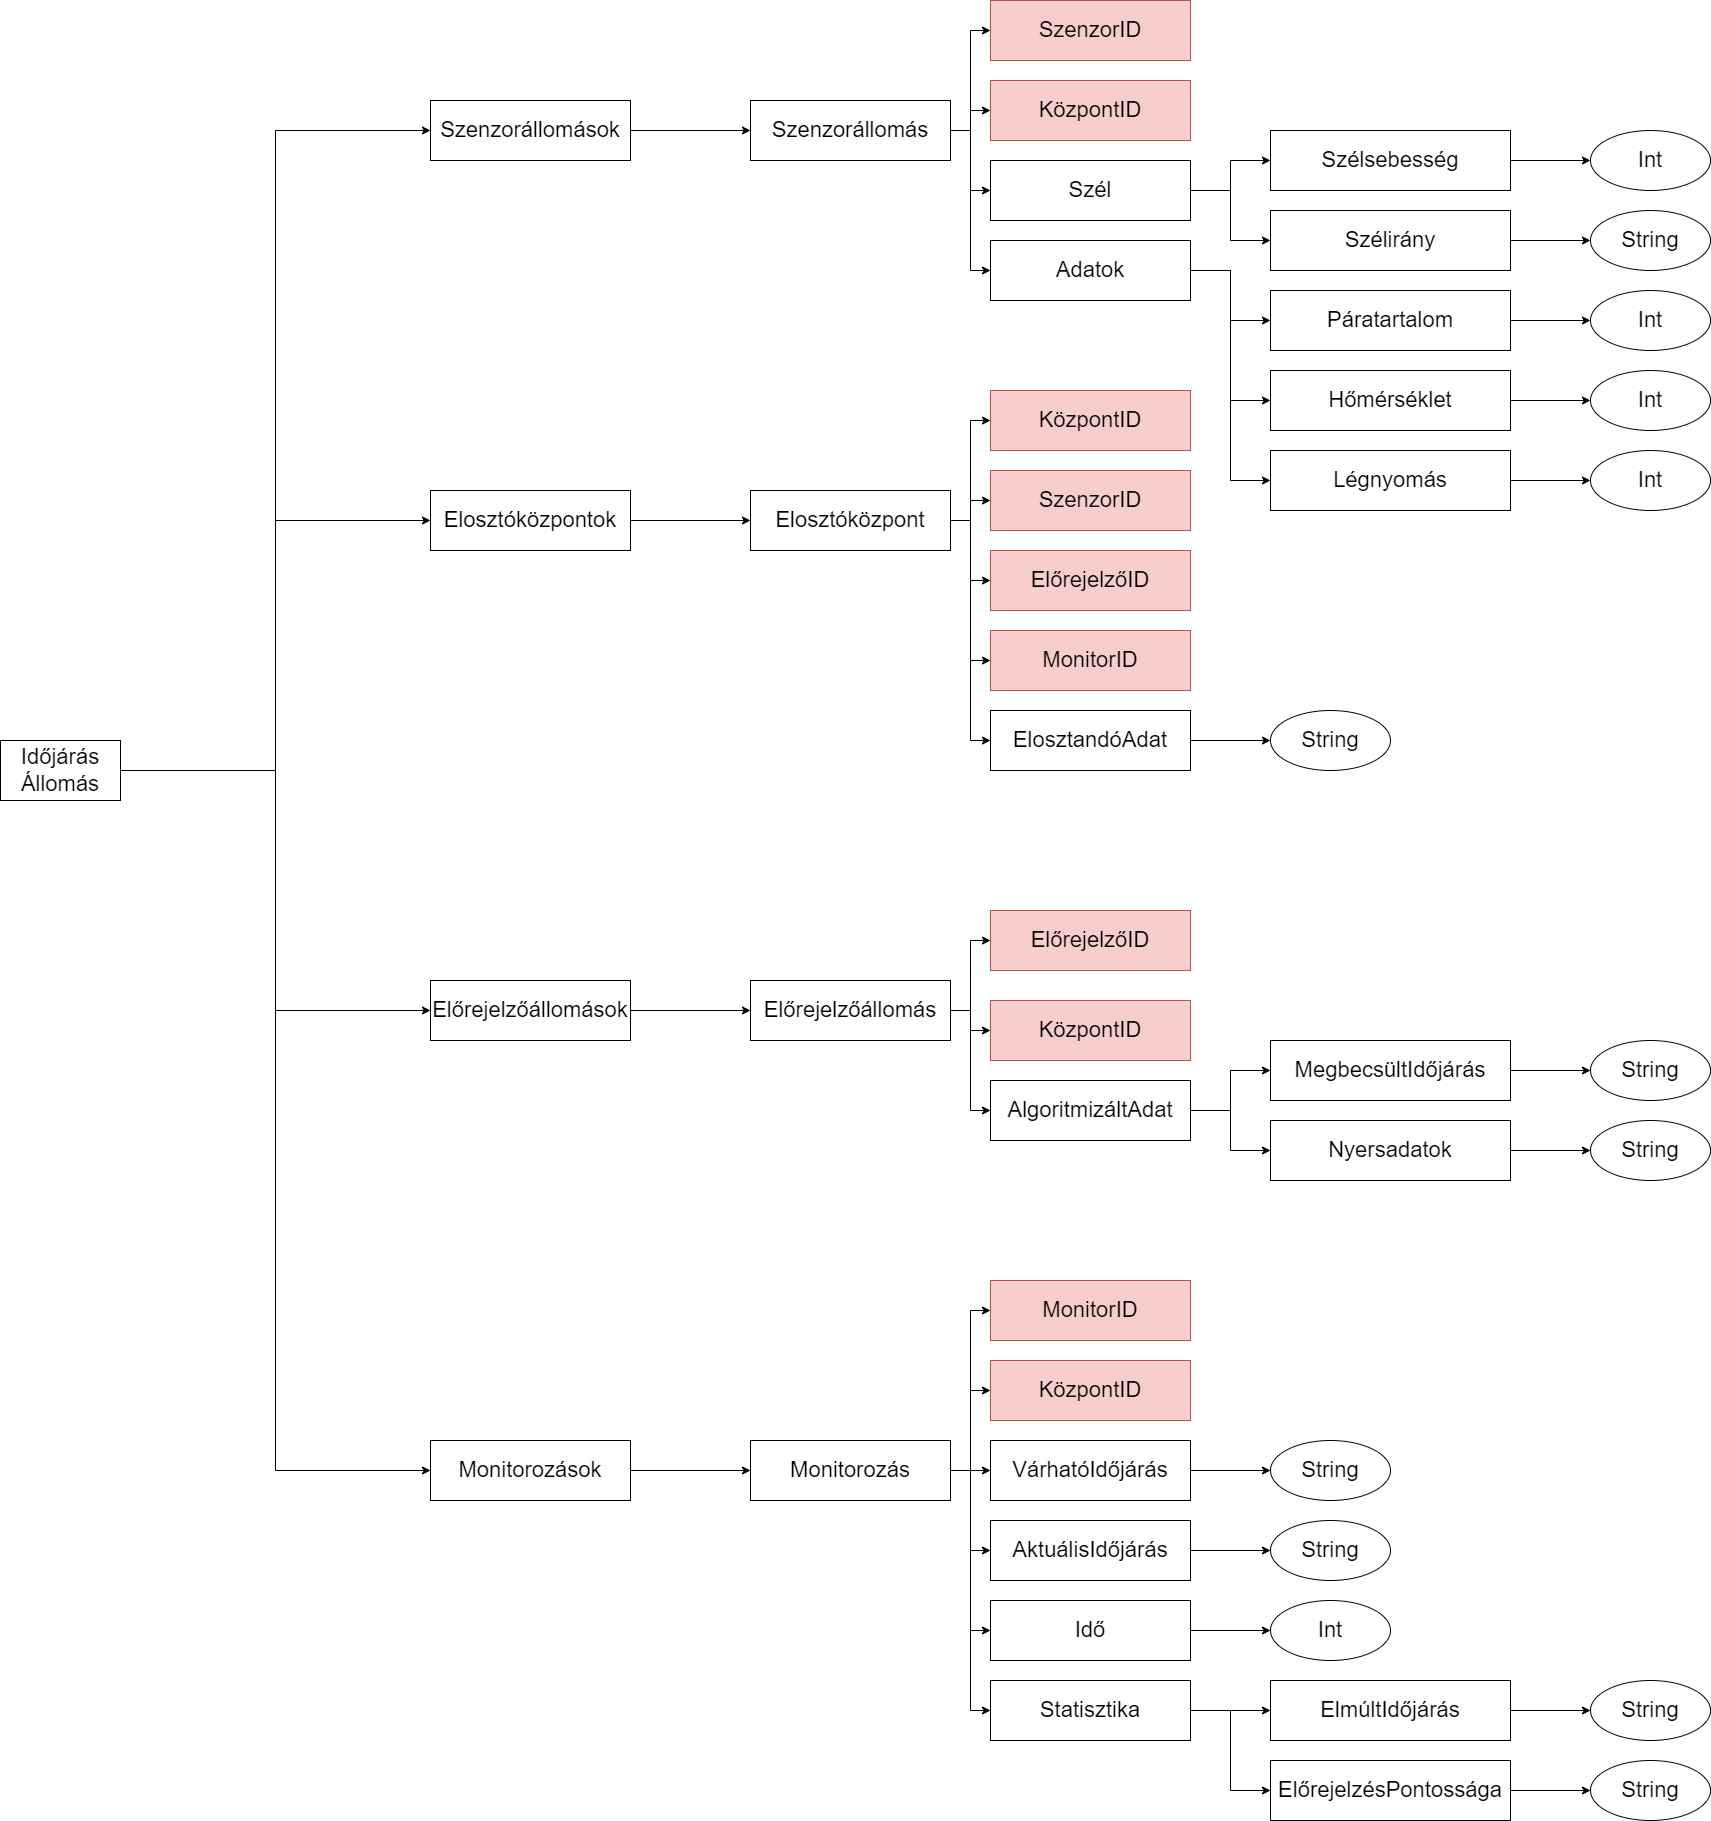 SzenzorID
KözpontID
Szenzorállomások
Szenzorállomás
Szélsebesség
Int
Szél
Szélirány
String
Adatok
Páratartalom
Int
Hőmérséklet
Int
KözpontID
Légnyomás
Int
SzenzorID
Elosztóközpontok
Elosztóközpont
ElőrejelzőID
MonitorID
ElosztandóAdat
String
Időjárás
Állomás
ElőrejelzőID
Előrejelzőállomások
Előrejelzőállomás
KözpontID
MegbecsültIdőjárás
String
AlgoritmizáltAdat
Nyersadatok
String
MonitorID
KözpontID
Monitorozások
Monitorozás
VárhatóIdőjárás
String
AktuálisIdőjárás
String
Idő
Int
Statisztika
ElmúltIdőjárás
String
ElőrejelzésPontossága
String